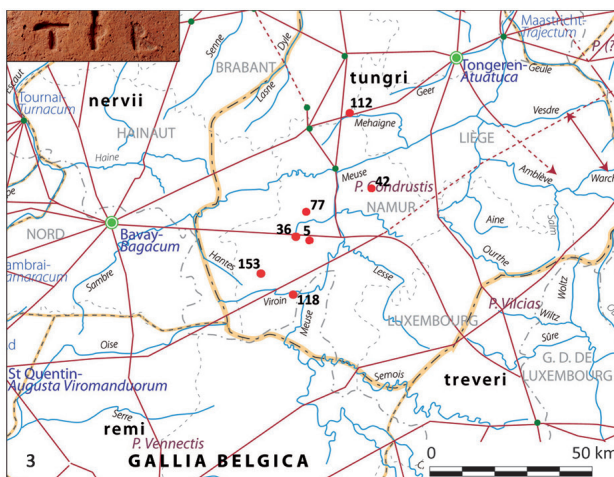 TIR
Maastricht-
Trajectum
BRABANT
Senne
Dyle
Lasne
tungri
Tongeren-
Atuatuca
Geule
Geer
Tournai-
Turnacum
nervii
HAINAUT
112
Mehaigne
LIÈGE
Vesdre
Haine
Meuse
42
P. Condrustis
NAMUR
Amblève
Warch
77
Salm
NORD
Bavay-
Bagacum
36
5
Aine
Ourthe
153
Hantes
Sambre
Lesse
Viroin
118
Meuse
P. Vilcias
Woltz
Wiltz
LUXEMBOURG
Oise
Sûre
St Quentin-
Augusta Viromanduorum
G. D. DE
LUXEMBOURG
Semois
treveri
Serre
remi
P. Vennectis
3
GALLIA BELGICA
0
50 km